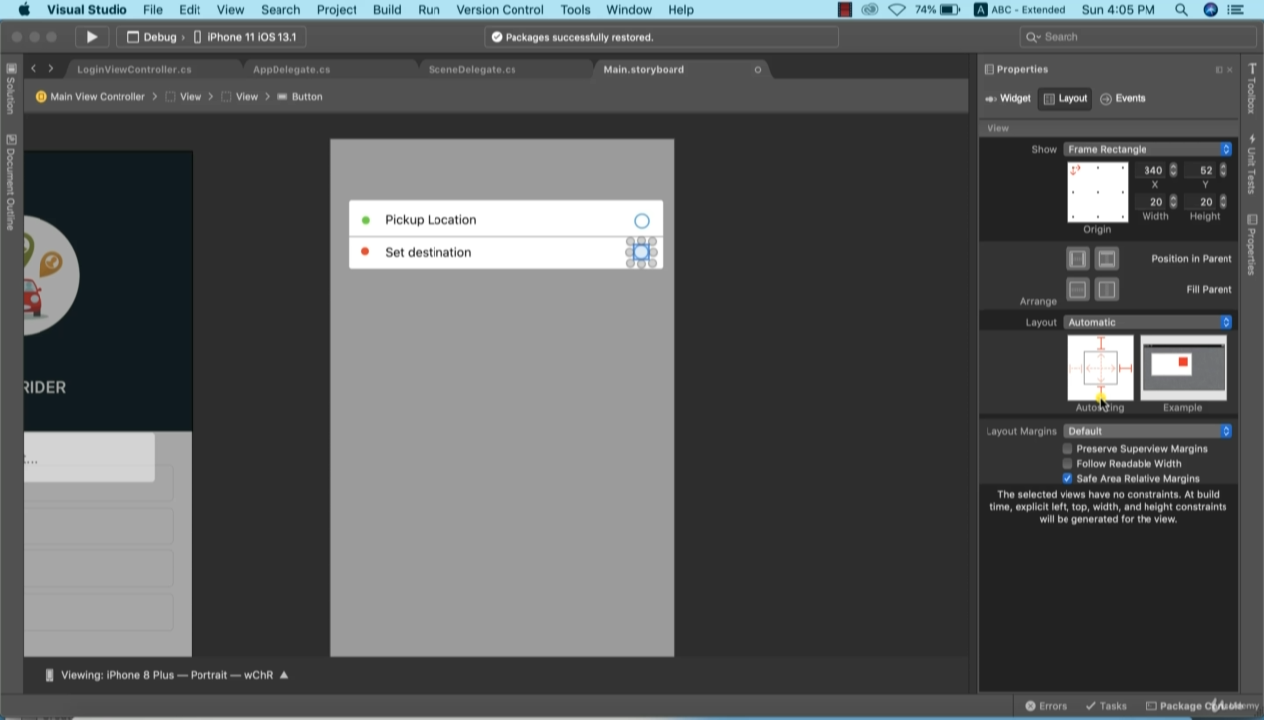 Visual Studio File Edit View Search Project Build Run Version Control Tools Window Help 74% A ABC - Extended Sun 4:05 PM
Debug › iPhone 11 iOS 13.1 Packages successfully restored. Search
LoginViewController.cs AppDelegate.cs SceneDelegate.cs Main.storyboard
Main View Controller > View > View > Button
Solution
Document Outline
RIDER
...
Pickup Location
Set destination
Viewing: iPhone 8 Plus — Portrait — wChR
Properties
Widget Layout Events
View
Show Frame Rectangle
340 52
X Y
20 20
Width Height
Origin
Position in Parent
Fill Parent
Arrange
Layout Automatic
Autosizing Example
Layout Margins Default
Preserve Superview Margins
Follow Readable Width
Safe Area Relative Margins
The selected views have no constraints. At build
time, explicit left, top, width, and height constraints
will be generated for the view.
Toolbox
Unit Tests
Properties
Errors Tasks Package